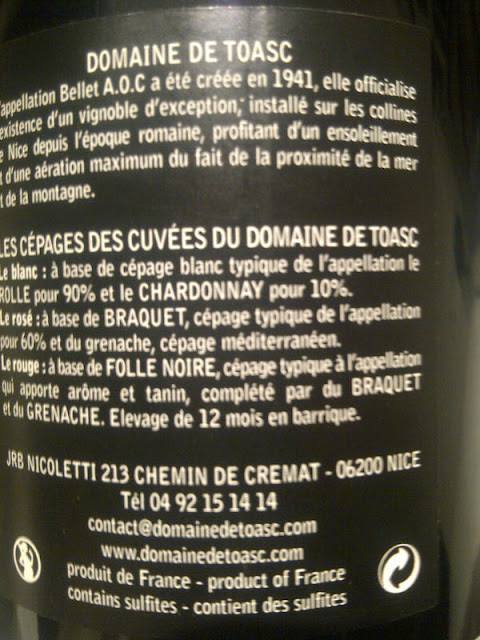 DOMAINE DE TOASC
l'appellation Bellet A.O.C a été créée en 1941, elle officialise
existence d'un vignoble d'exception, installé sur les collines
e Nice depuis l'époque romaine, profitant d'un ensoleillement
t d'une aération maximum du fait de la proximité de la mer
t de la montagne.
LES CÉPAGES DES CUVÉES DU DOMAINE DE TOASC
Le blanc : à base de cépage blanc typique de l'appellation le
ROLLE pour 90% et le CHARDONNAY pour 10%.
Le rosé : à base de BRAQUET, cépage typique de l'appellation
pour 60% et du grenache, cépage méditerranéen.
Le rouge : à base de FOLLE NOIRE, cépage typique à l'appellation
qui apporte arôme et tanin, complété par du BRAQUET
et du GRENACHE. Elevage de 12 mois en barrique.
JRB NICOLETTI 213 CHEMIN DE CREMAT - 06200 NICE
Tél 04 92 15 14 14
contact@domainedetoasc.com
www.domainedetoasc.com
produit de France - product of France
contains sulfites - contient des sulfites